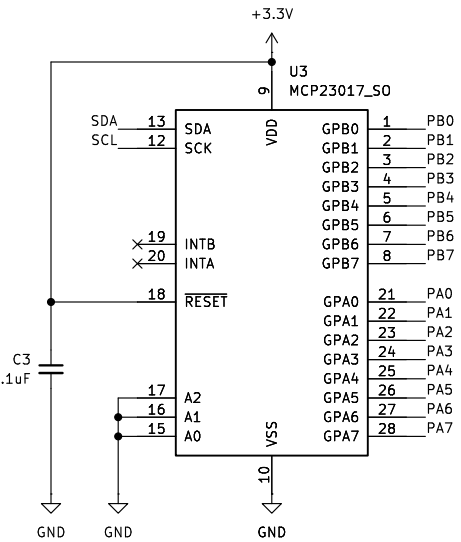 +3.3V
U3
MCP23017_SO
9
VDD
SDA 13 SDA GPB0 1 PB0
SCL 12 SCK GPB1 2 PB1
GPB2 3 PB2
GPB3 4 PB3
GPB4 5 PB4
GPB5 6 PB5
19 INTB GPB6 7 PB6
20 INTA GPB7 8 PB7
18 RESET GPA0 21 PA0
GPA1 22 PA1
GPA2 23 PA2
C3 GPA3 24 PA3
.1uF GPA4 25 PA4
17 A2 GPA5 26 PA5
16 A1 GPA6 27 PA6
15 A0 GPA7 28 PA7
VSS
10
GND GND GND